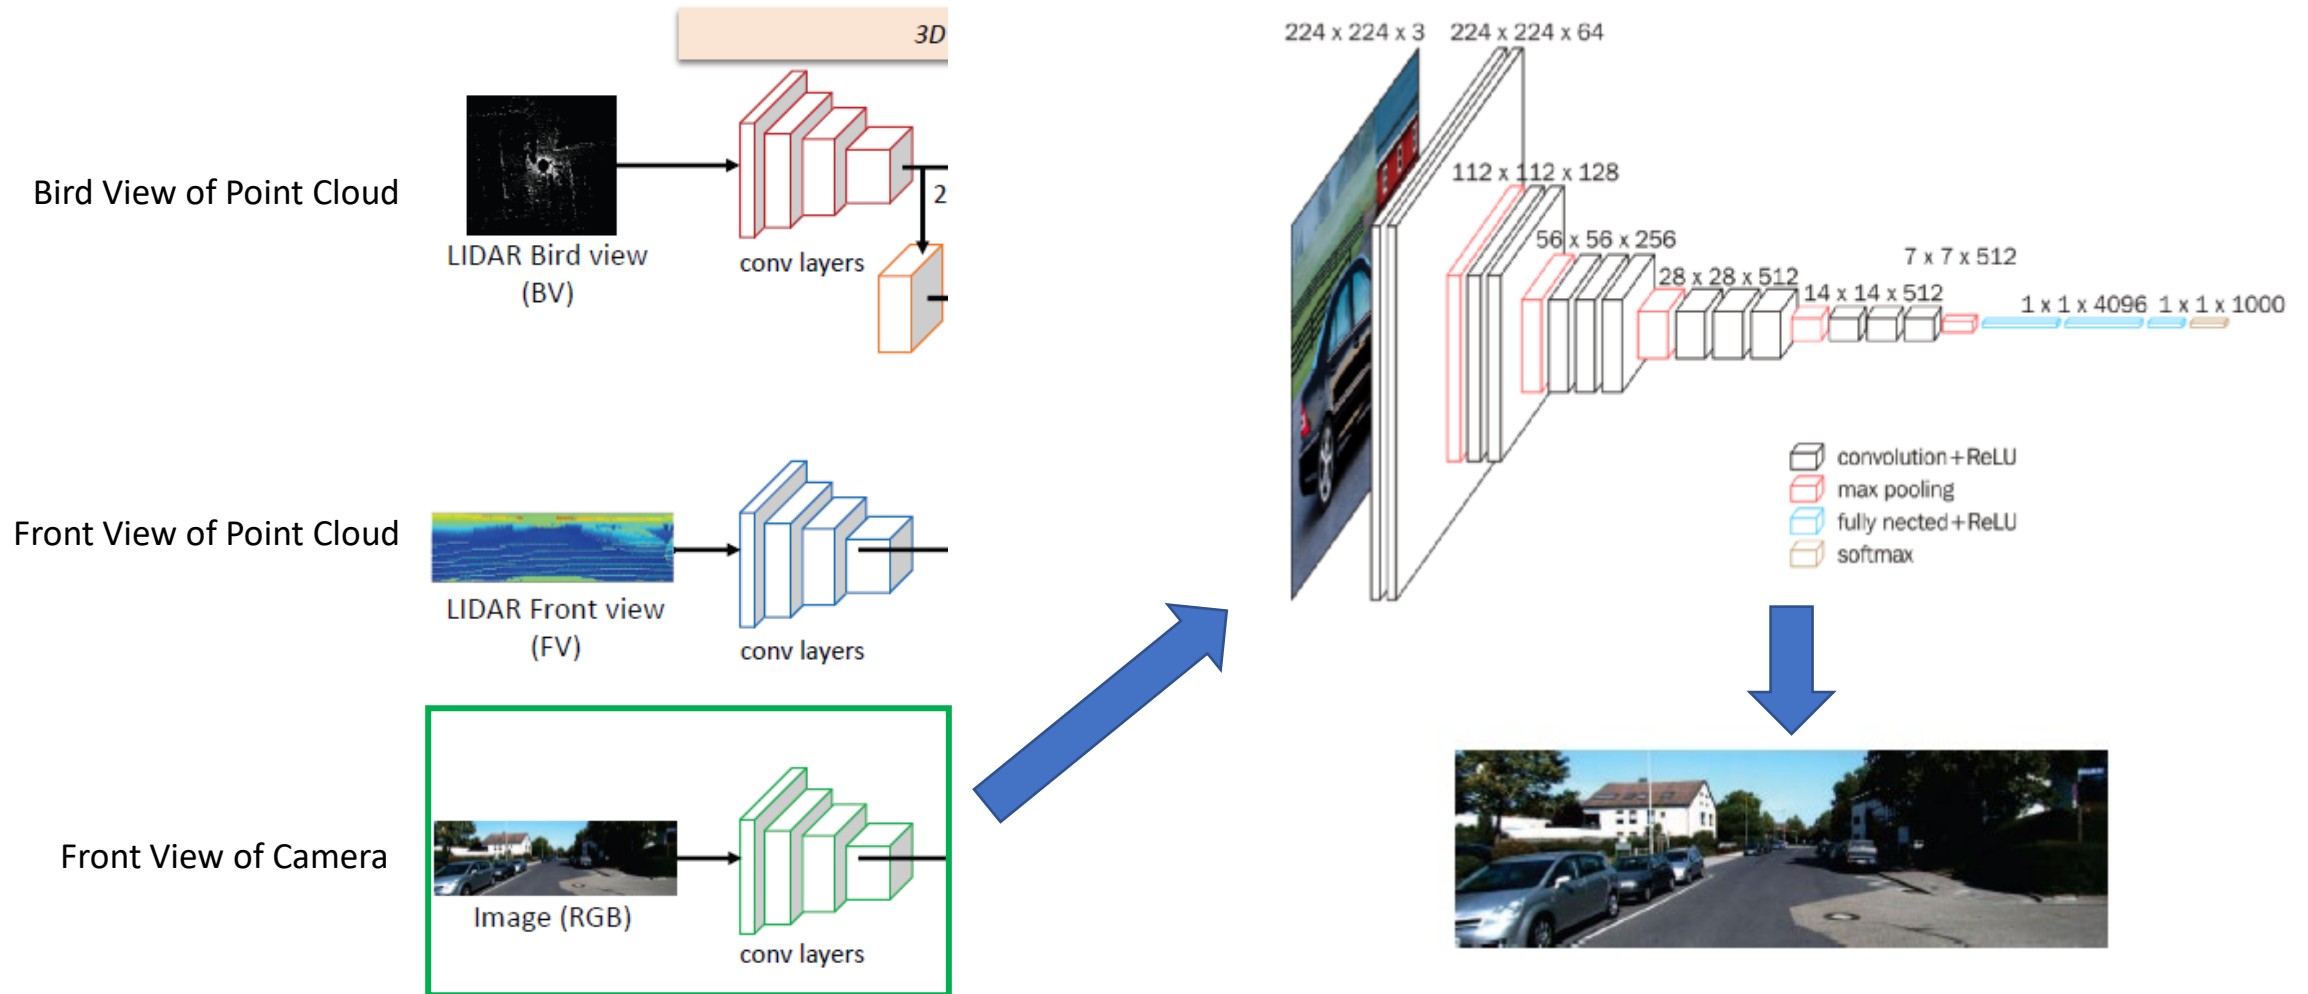 3D
Bird View of Point Cloud
LIDAR Bird view
(BV)
conv layers
2
Front View of Point Cloud
LIDAR Front view
(FV)
conv layers
Front View of Camera
Image (RGB)
conv layers
224 x 224 x 3
224 x 224 x 64
112 x 112 x 128
56 x 56 x 256
28 x 28 x 512
14 x 14 x 512
7 x 7 x 512
1 x 1 x 4096
1 x 1 x 1000
convolution+ReLU
max pooling
fully nected+ReLU
softmax